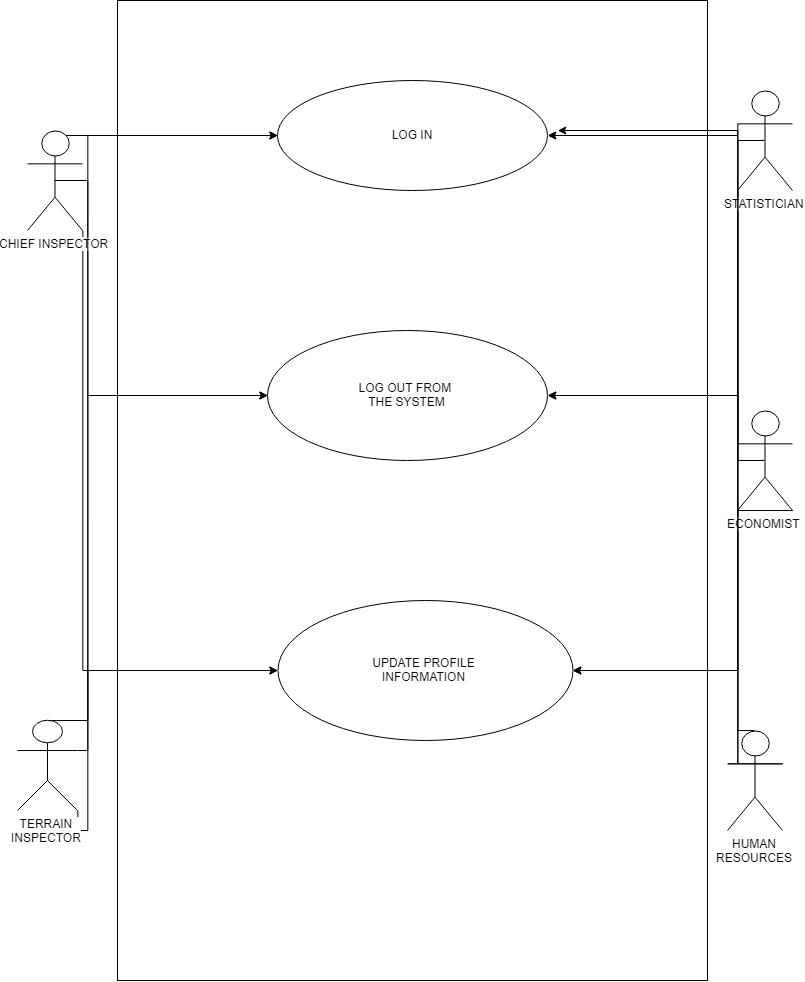 LOG IN
STATISTICIAN
CHIEF INSPECTOR
LOG OUT FROM
THE SYSTEM
ECONOMIST
UPDATE PROFILE
INFORMATION
TERRAIN
INSPECTOR
HUMAN
RESOURCES